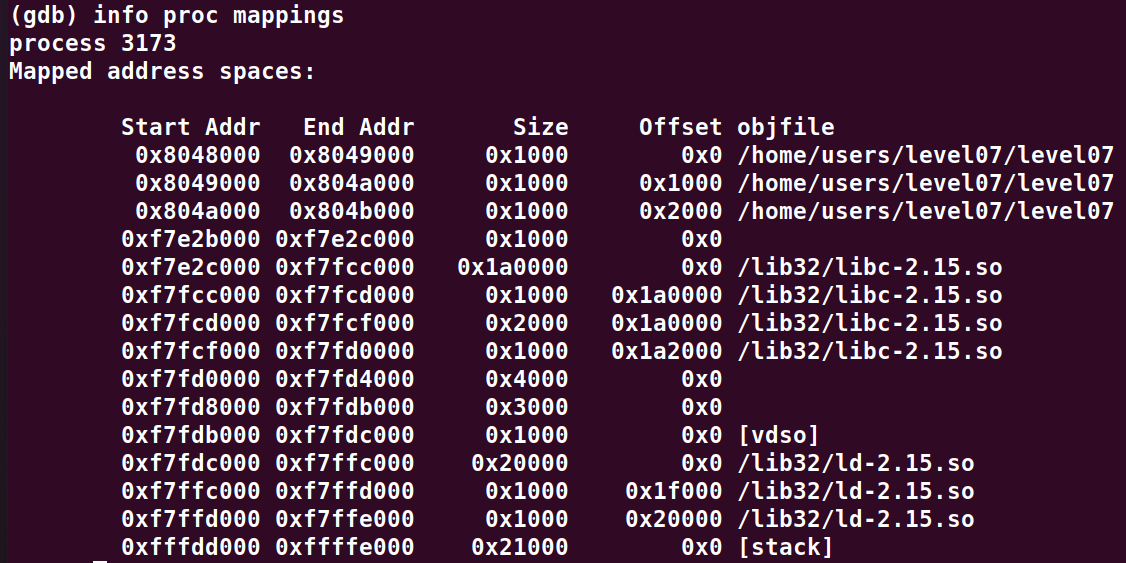 (gdb) info proc mappings
process 3173
Mapped address spaces:
Start Addr End Addr Size Offset objfile
0x8048000 0x8049000 0x1000 0x0 /home/users/level07/level07
0x8049000 0x804a000 0x1000 0x1000 /home/users/level07/level07
0x804a000 0x804b000 0x1000 0x2000 /home/users/level07/level07
0xf7e2b000 0xf7e2c000 0x1000 0x0
0xf7e2c000 0xf7fcc000 0x1a0000 0x0 /lib32/libc-2.15.so
0xf7fcc000 0xf7fcd000 0x1000 0x1a0000 /lib32/libc-2.15.so
0xf7fcd000 0xf7fcf000 0x2000 0x1a0000 /lib32/libc-2.15.so
0xf7fcf000 0xf7fd0000 0x1000 0x1a2000 /lib32/libc-2.15.so
0xf7fd0000 0xf7fd4000 0x4000 0x0
0xf7fd8000 0xf7fdb000 0x3000 0x0
0xf7fdb000 0xf7fdc000 0x1000 0x0 [vdso]
0xf7fdc000 0xf7ffc000 0x20000 0x0 /lib32/ld-2.15.so
0xf7ffc000 0xf7ffd000 0x1000 0x1f000 /lib32/ld-2.15.so
0xf7ffd000 0xf7ffe000 0x1000 0x20000 /lib32/ld-2.15.so
0xfffdd000 0xffffe000 0x21000 0x0 [stack]